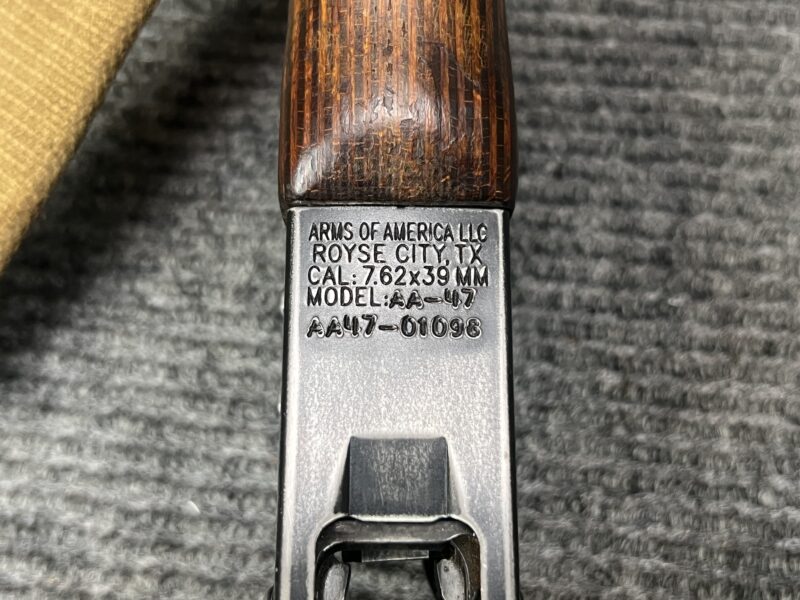 ARMS OF AMERICA LLC
ROYSE CITY, TX
CAL: 7.62x39 MM
MODEL: AA-47
AA47-01098